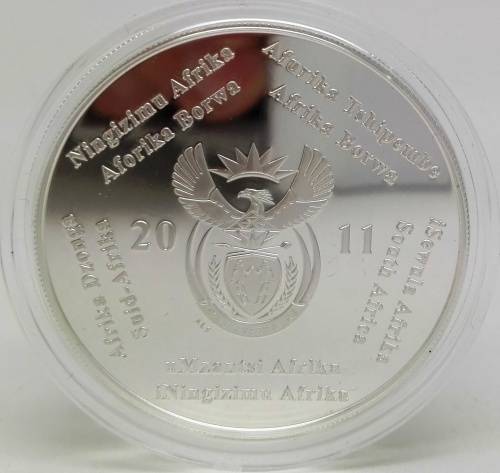 Afurika Tshipembe
Afrika Borwa
iSewula Afrika
South Africa
uMzantsi Afrika
iNingizimu Afrika
Afrika Dzonga
Suid-Afrika
Ningizimu Afrika
Aforika Borwa
20 11